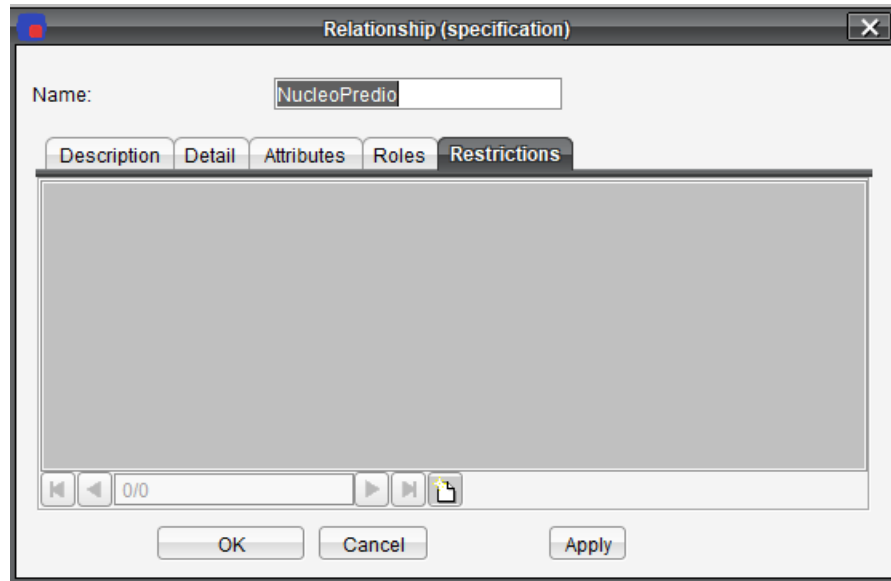 Relationship (specification)
Name: NucleoPredio
Description Detail Attributes Roles Restrictions
0/0
OK Cancel Apply